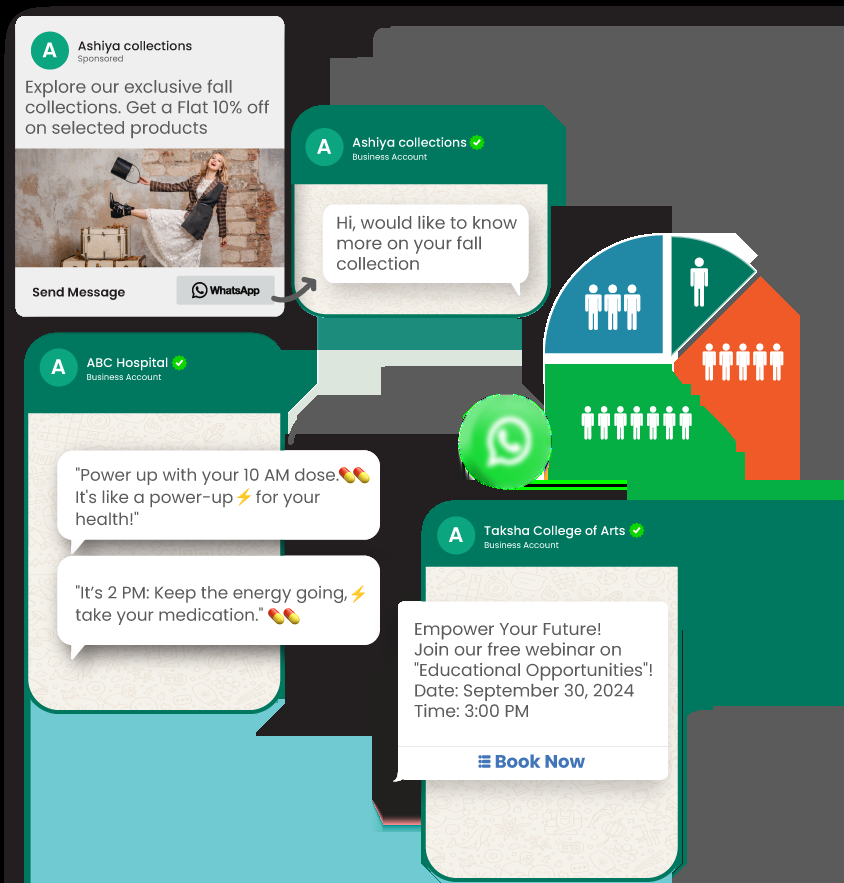 A
Ashiya collections
Sponsored
Explore our exclusive fall
collections. Get a Flat 10% off
on selected products
Send Message
WhatsApp
A
Ashiya collections
Business Account
Hi, would like to know
more on your fall
collection
A
ABC Hospital
Business Account
"Power up with your 10 AM dose.💊💊
It's like a power-up⚡for your
health!"
"It’s 2 PM: Keep the energy going,⚡
take your medication." 💊💊
A
Taksha College of Arts
Business Account
Empower Your Future!
Join our free webinar on
"Educational Opportunities"!
Date: September 30, 2024
Time: 3:00 PM
Book Now